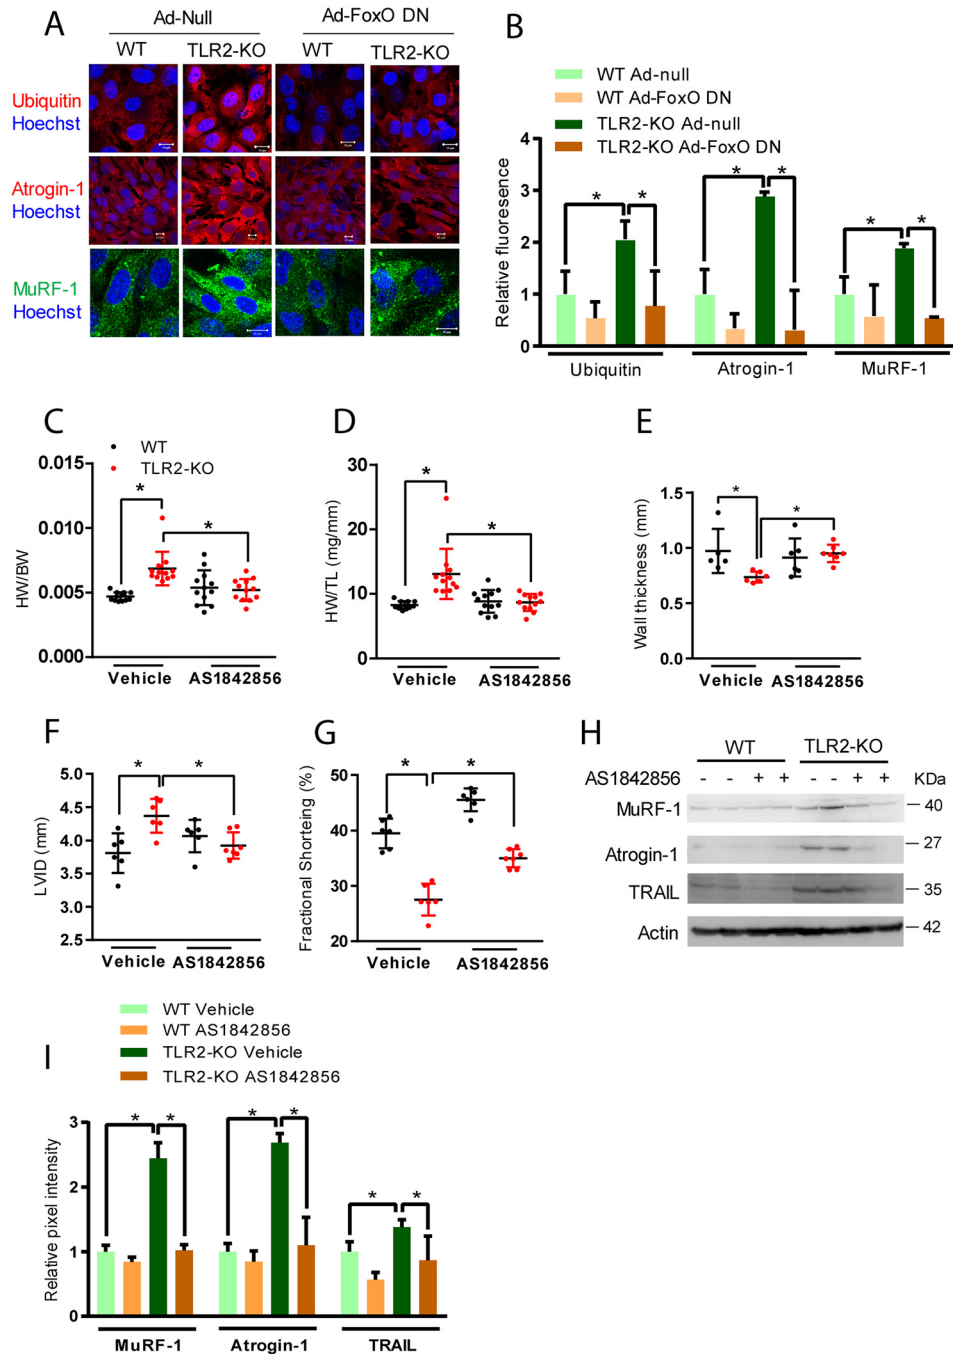 A
Ad-Null
Ad-FoxO DN
WT
TLR2-KO
WT
TLR2-KO
Ubiquitin
Hoechst
Atrogin-1
Hoechst
MuRF-1
Hoechst
B
WT Ad-null
WT Ad-FoxO DN
TLR2-KO Ad-null
TLR2-KO Ad-FoxO DN
Relative fluoresence
4
3
2
1
0
* * * * * *
Ubiquitin
Atrogin-1
MuRF-1
C
WT
TLR2-KO
HW/BW
0.015
0.010
0.005
0.000
* *
Vehicle
AS1842856
D
HW/TL (mg/mm)
30
20
10
0
* *
Vehicle
AS1842856
E
Wall thickness (mm)
1.5
1.0
0.5
0.0
* *
Vehicle
AS1842856
F
LVID (mm)
5.0
4.5
4.0
3.5
3.0
2.5
* *
Vehicle
AS1842856
G
Fractional Shorteing (%)
50
40
30
20
* *
Vehicle
AS1842856
H
WT
TLR2-KO
AS1842856 - - + + - - + + KDa
MuRF-1 40
Atrogin-1 27
TRAIL 35
Actin 42
I
WT Vehicle
WT AS1842856
TLR2-KO Vehicle
TLR2-KO AS1842856
Relative pixel intensity
3
2
1
0
* * * * * *
MuRF-1
Atrogin-1
TRAIL